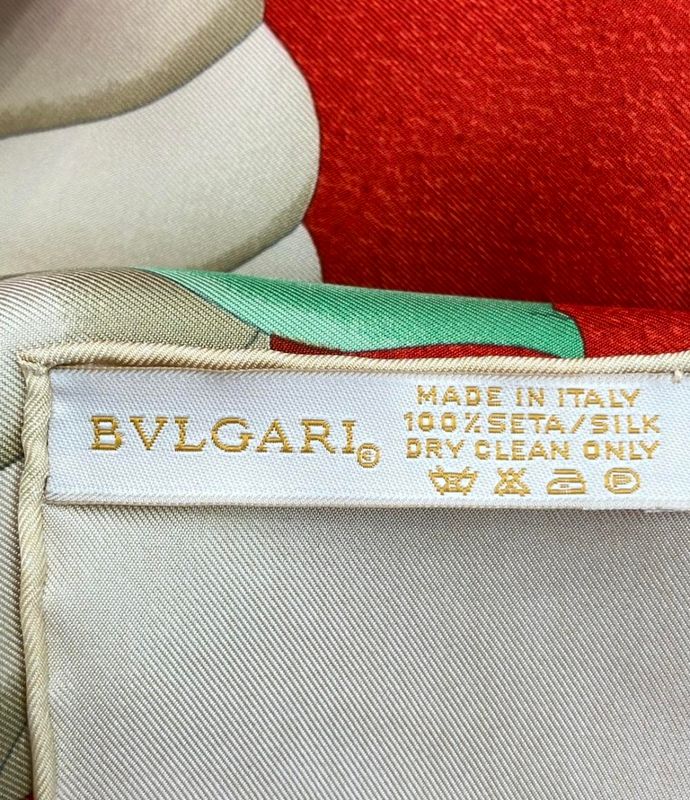 BVLGARI
MADE IN ITALY
100%SETA/SILK
DRY CLEAN ONLY
P